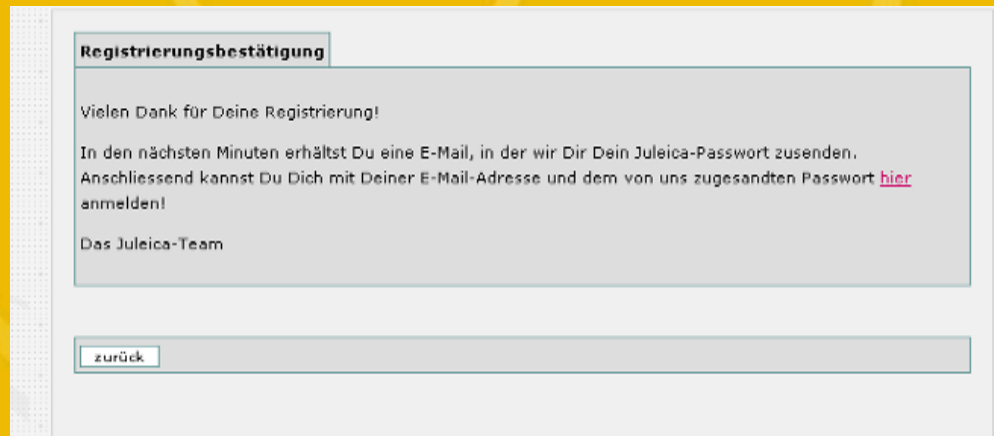 Registrierungsbestätigung
Vielen Dank für Deine Registrierung!
In den nächsten Minuten erhältst Du eine E-Mail, in der wir Dir Dein Juleica-Passwort zusenden.
Anschliessend kannst Du Dich mit Deiner E-Mail-Adresse und dem von uns zugesandten Passwort hier
anmelden!
Das Juleica-Team
zurück